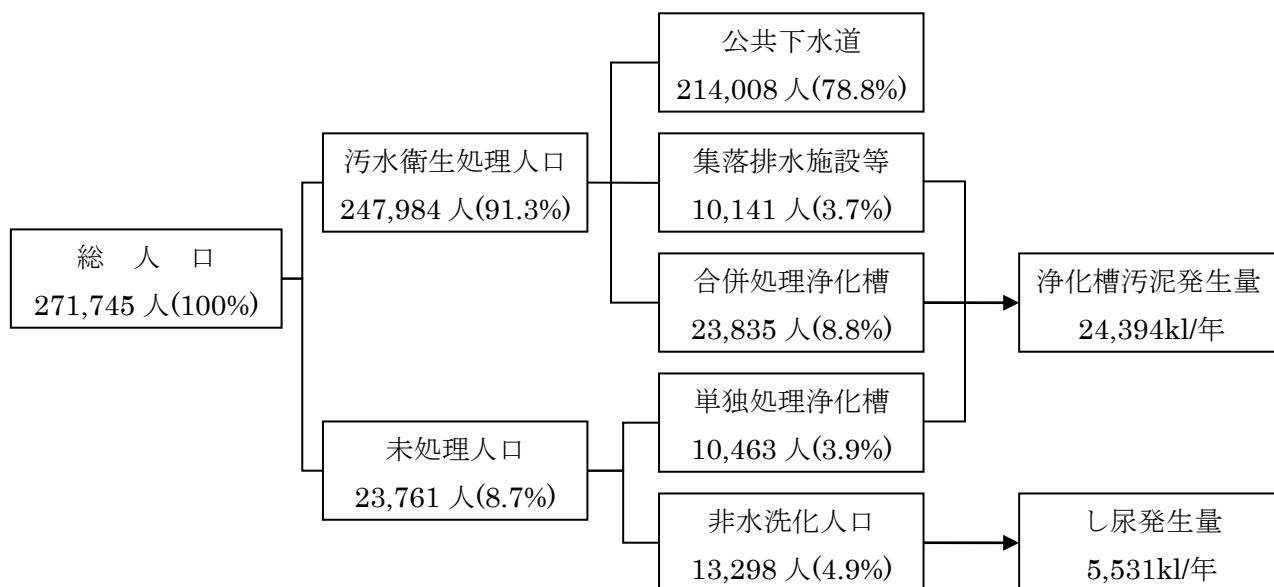 公共下水道
214,008 人(78.8%)
汚水衛生処理人口
247,984 人(91.3%)
集落排水施設等
10,141 人(3.7%)
総　人　口
271,745 人(100%)
合併処理浄化槽
23,835 人(8.8%)
浄化槽汚泥発生量
24,394kl/年
未処理人口
23,761 人(8.7%)
単独処理浄化槽
10,463 人(3.9%)
非水洗化人口
13,298 人(4.9%)
し尿発生量
5,531kl/年